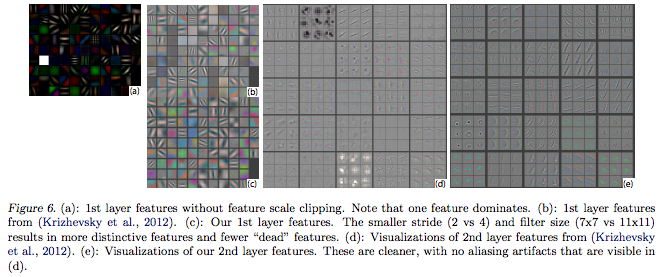 (a)
(b)
(c)
(d)
(e)
Figure 6. (a): 1st layer features without feature scale clipping. Note that one feature dominates. (b): 1st layer features
from (Krizhevsky et al., 2012). (c): Our 1st layer features. The smaller stride (2 vs 4) and filter size (7x7 vs 11x11)
results in more distinctive features and fewer “dead” features. (d): Visualizations of 2nd layer features from (Krizhevsky
et al., 2012). (e): Visualizations of our 2nd layer features. These are cleaner, with no aliasing artifacts that are visible in
(d).